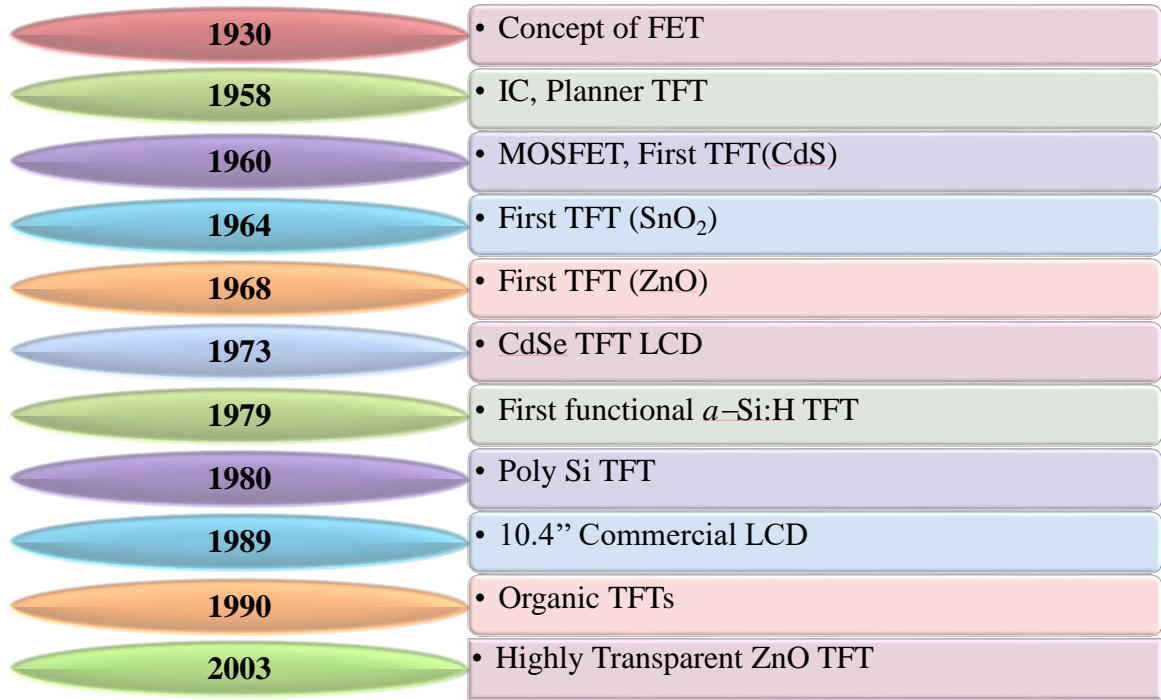 1930
• Concept of FET
1958
• IC, Planner TFT
1960
• MOSFET, First TFT(CdS)
1964
• First TFT (SnO₂)
1968
• First TFT (ZnO)
1973
• CdSe TFT LCD
1979
• First functional a–Si:H TFT
1980
• Poly Si TFT
1989
• 10.4’’ Commercial LCD
1990
• Organic TFTs
2003
• Highly Transparent ZnO TFT